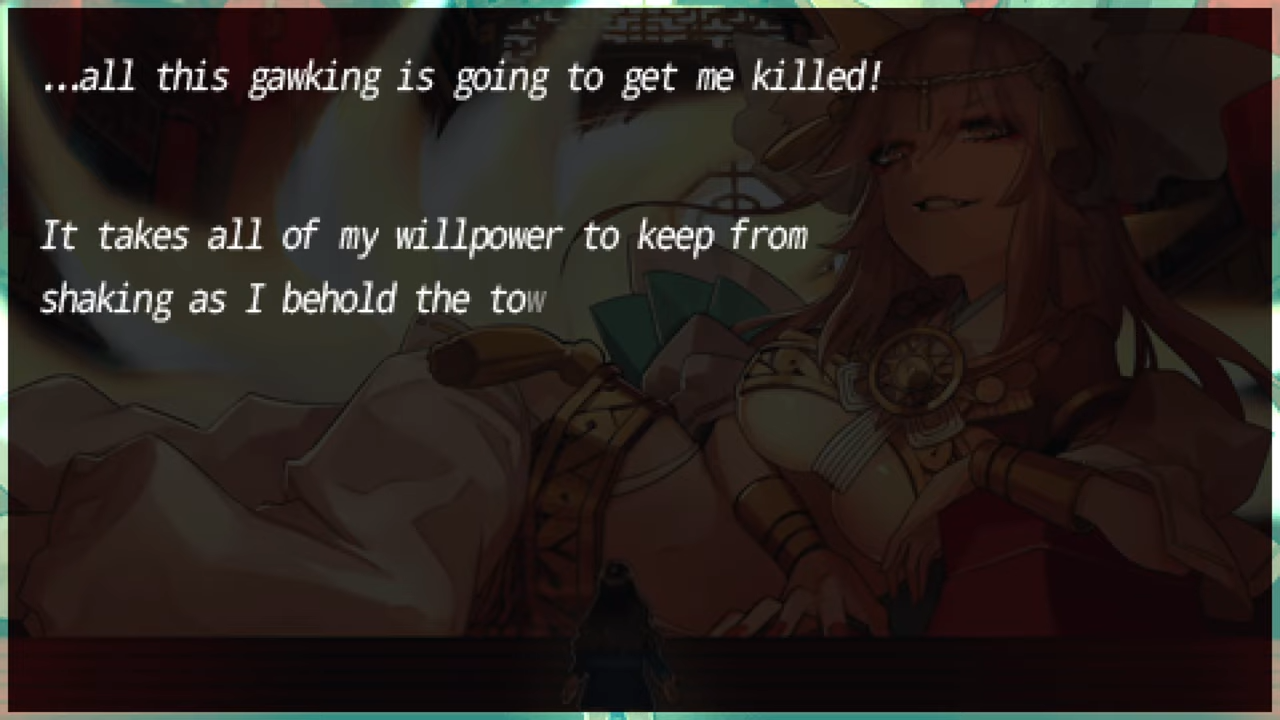 ...all this gawking is going to get me killed!
It takes all of my willpower to keep from
shaking as I behold the tow